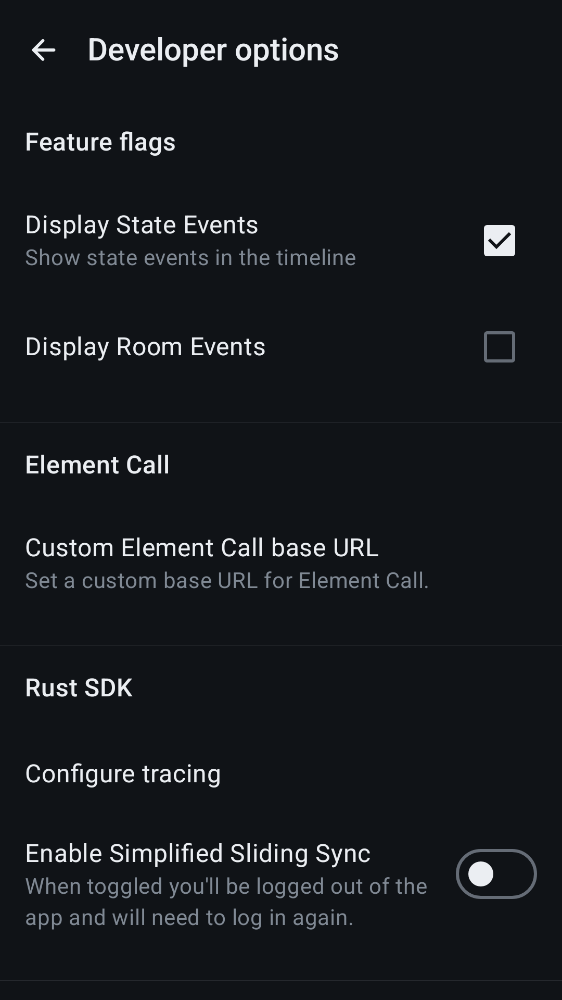 Developer options
Feature flags
Display State Events
Show state events in the timeline
Display Room Events
Element Call
Custom Element Call base URL
Set a custom base URL for Element Call.
Rust SDK
Configure tracing
Enable Simplified Sliding Sync
When toggled you'll be logged out of the
app and will need to log in again.